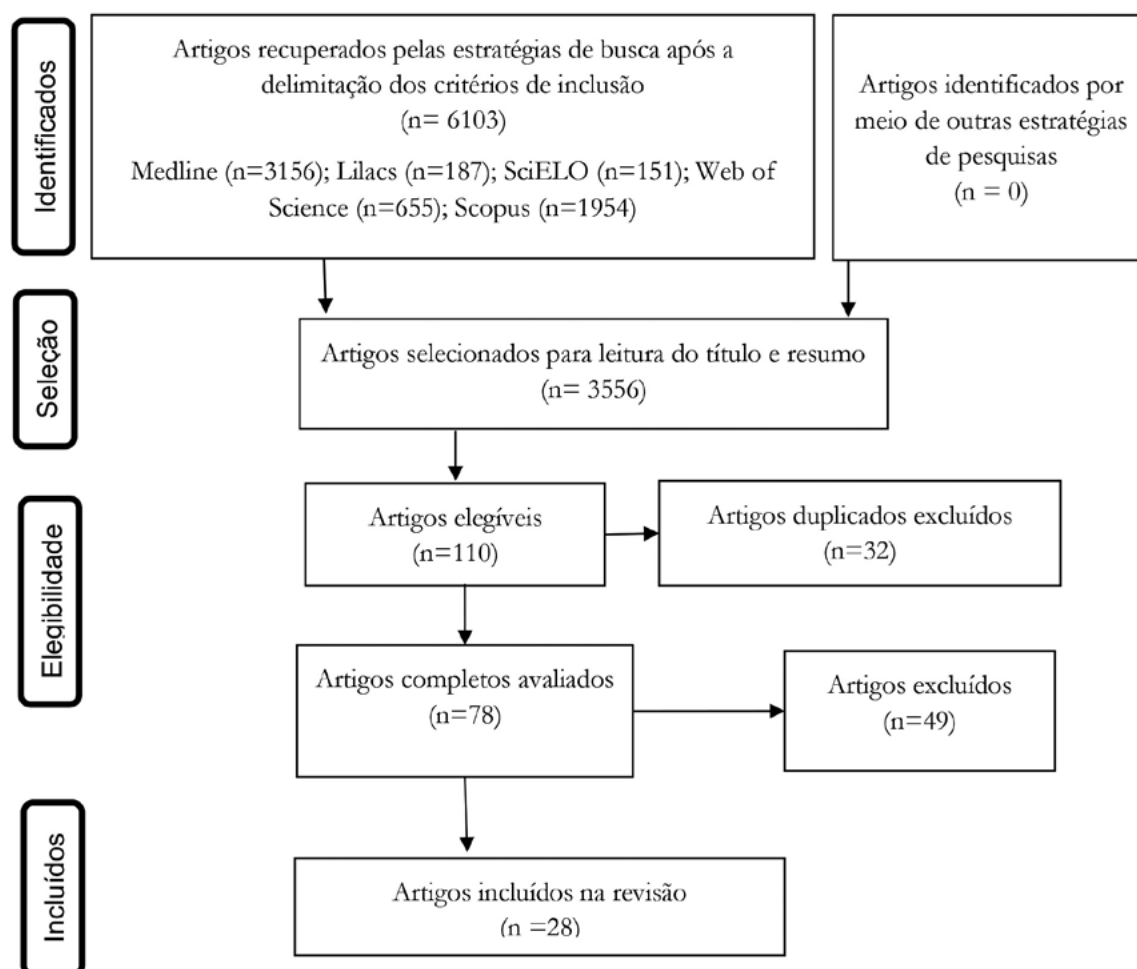 Identificados
Artigos recuperados pelas estratégias de busca após a
delimitação dos critérios de inclusão
(n= 6103)
Medline (n=3156); Lilacs (n=187); SciELO (n=151); Web of
Science (n=655); Scopus (n=1954)
Artigos identificados por
meio de outras estratégias
de pesquisas
(n = 0)
Seleção
Artigos selecionados para leitura do título e resumo
(n= 3556)
Elegibilidade
Artigos elegíveis
(n=110)
Artigos duplicados excluídos
(n=32)
Artigos completos avaliados
(n=78)
Artigos excluídos
(n=49)
Incluídos
Artigos incluídos na revisão
(n =28)